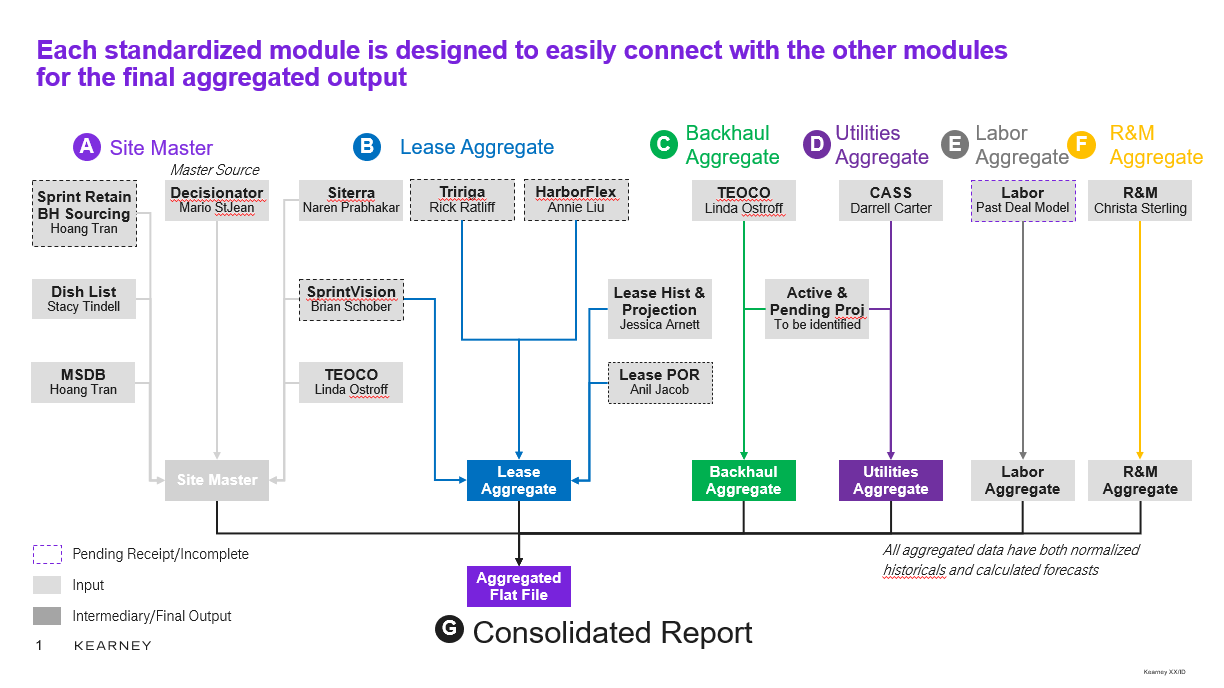 Each standardized module is designed to easily connect with the other modules
for the final aggregated output
A Site Master
B Lease Aggregate
C Backhaul
Aggregate
D Utilities
Aggregate
E Labor
Aggregate
F R&M
Aggregate
Master Source
Sprint Retain
BH Sourcing
Hoang Tran
Decisionator
Mario StJean
Siterra
Naren Prabhakar
Tririga
Rick Ratliff
HarborFlex
Annie Liu
TEOCO
Linda Ostroff
CASS
Darrell Carter
Labor
Past Deal Model
R&M
Christa Sterling
Dish List
Stacy Tindell
SprintVision
Brian Schober
Lease Hist &
Projection
Jessica Arnett
Active &
Pending Proj
To be identified
MSDB
Hoang Tran
TEOCO
Linda Ostroff
Lease POR
Anil Jacob
Site Master
Lease
Aggregate
Backhaul
Aggregate
Utilities
Aggregate
Labor
Aggregate
R&M
Aggregate
All aggregated data have both normalized
historicals and calculated forecasts
Pending Receipt/Incomplete
Input
Intermediary/Final Output
Aggregated
Flat File
G Consolidated Report
1 KEARNEY
Kearney XX/ID